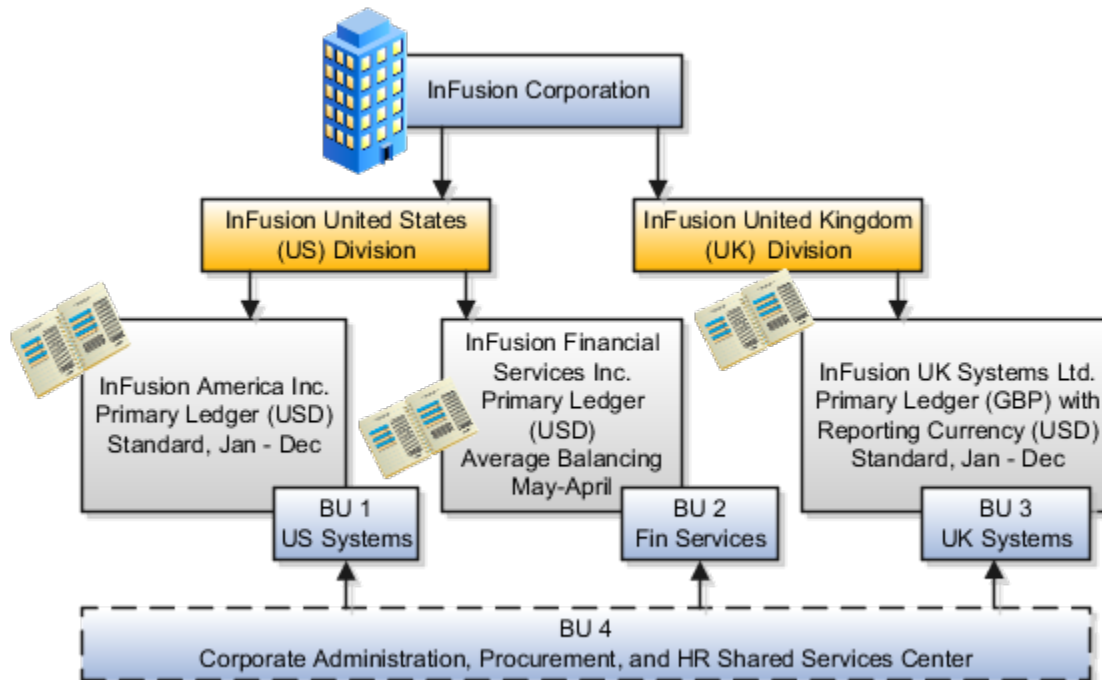 InFusion Corporation
InFusion United States
(US) Division
InFusion United Kingdom
(UK) Division
InFusion America Inc.
Primary Ledger (USD)
Standard, Jan - Dec
InFusion Financial
Services Inc.
Primary Ledger
(USD)
Average Balancing
May-April
InFusion UK Systems Ltd.
Primary Ledger (GBP) with
Reporting Currency (USD)
Standard, Jan - Dec
BU 1
US Systems
BU 2
Fin Services
BU 3
UK Systems
BU 4
Corporate Administration, Procurement, and HR Shared Services Center